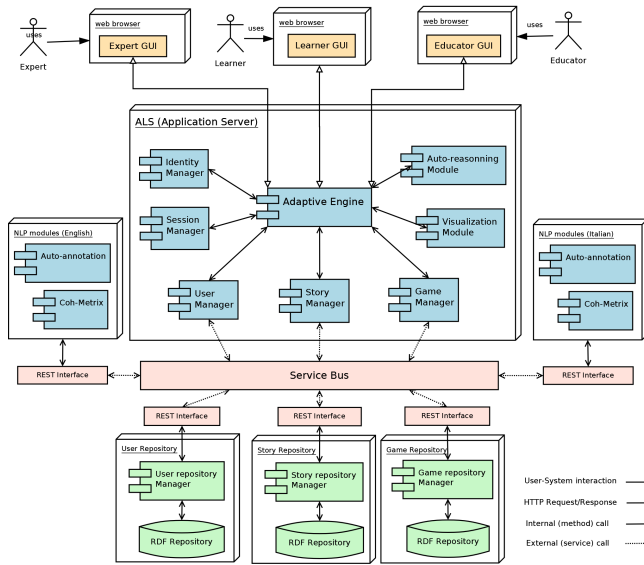 web browser
web browser
web browser
uses
uses
uses
Expert GUI
Learner GUI
Educator GUI
Expert
Learner
Educator
ALS (Application Server)
Identity
Manager
Auto-reasonning
Module
Adaptive Engine
Session
Manager
Visualization
Module
NLP modules (English)
Auto-annotation
Coh-Metrix
NLP modules (Italian)
Auto-annotation
Coh-Metrix
User
Manager
Story
Manager
Game
Manager
REST Interface
Service Bus
REST Interface
REST Interface
REST Interface
REST Interface
User Repository
Story Repository
Game Repository
User repository
Manager
Story repository
Manager
Game repository
Manager
RDF Repository
RDF Repository
RDF Repository
User-System interaction
HTTP Request/Response
Internal (method) call
External (service) call